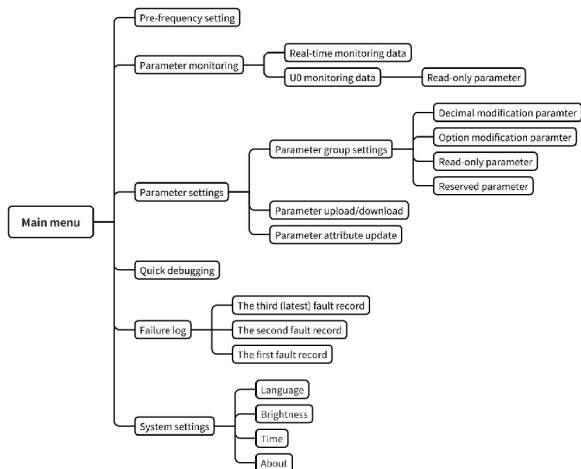 Pre-frequency setting
Real-time monitoring data
Parameter monitoring
U0 monitoring data
Read-only parameter
Decimal modification paramter
Option modification paramter
Parameter group settings
Read-only parameter
Reserved parameter
Parameter settings
Parameter upload/download
Parameter attribute update
Main menu
Quick debugging
The third (latest) fault record
Failure log
The second fault record
The first fault record
Language
Brightness
System settings
Time
About